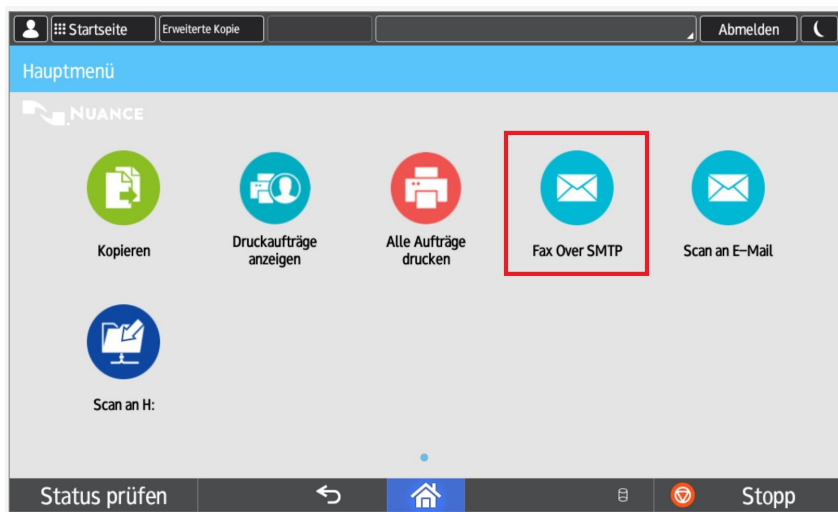 Startseite
Erweiterte Kopie
Abmelden
Hauptmenü
NUANCE
Kopieren
Druckaufträge
anzeigen
Alle Aufträge
drucken
Fax Over SMTP
Scan an E-Mail
Scan an H:
Status prüfen
Stopp